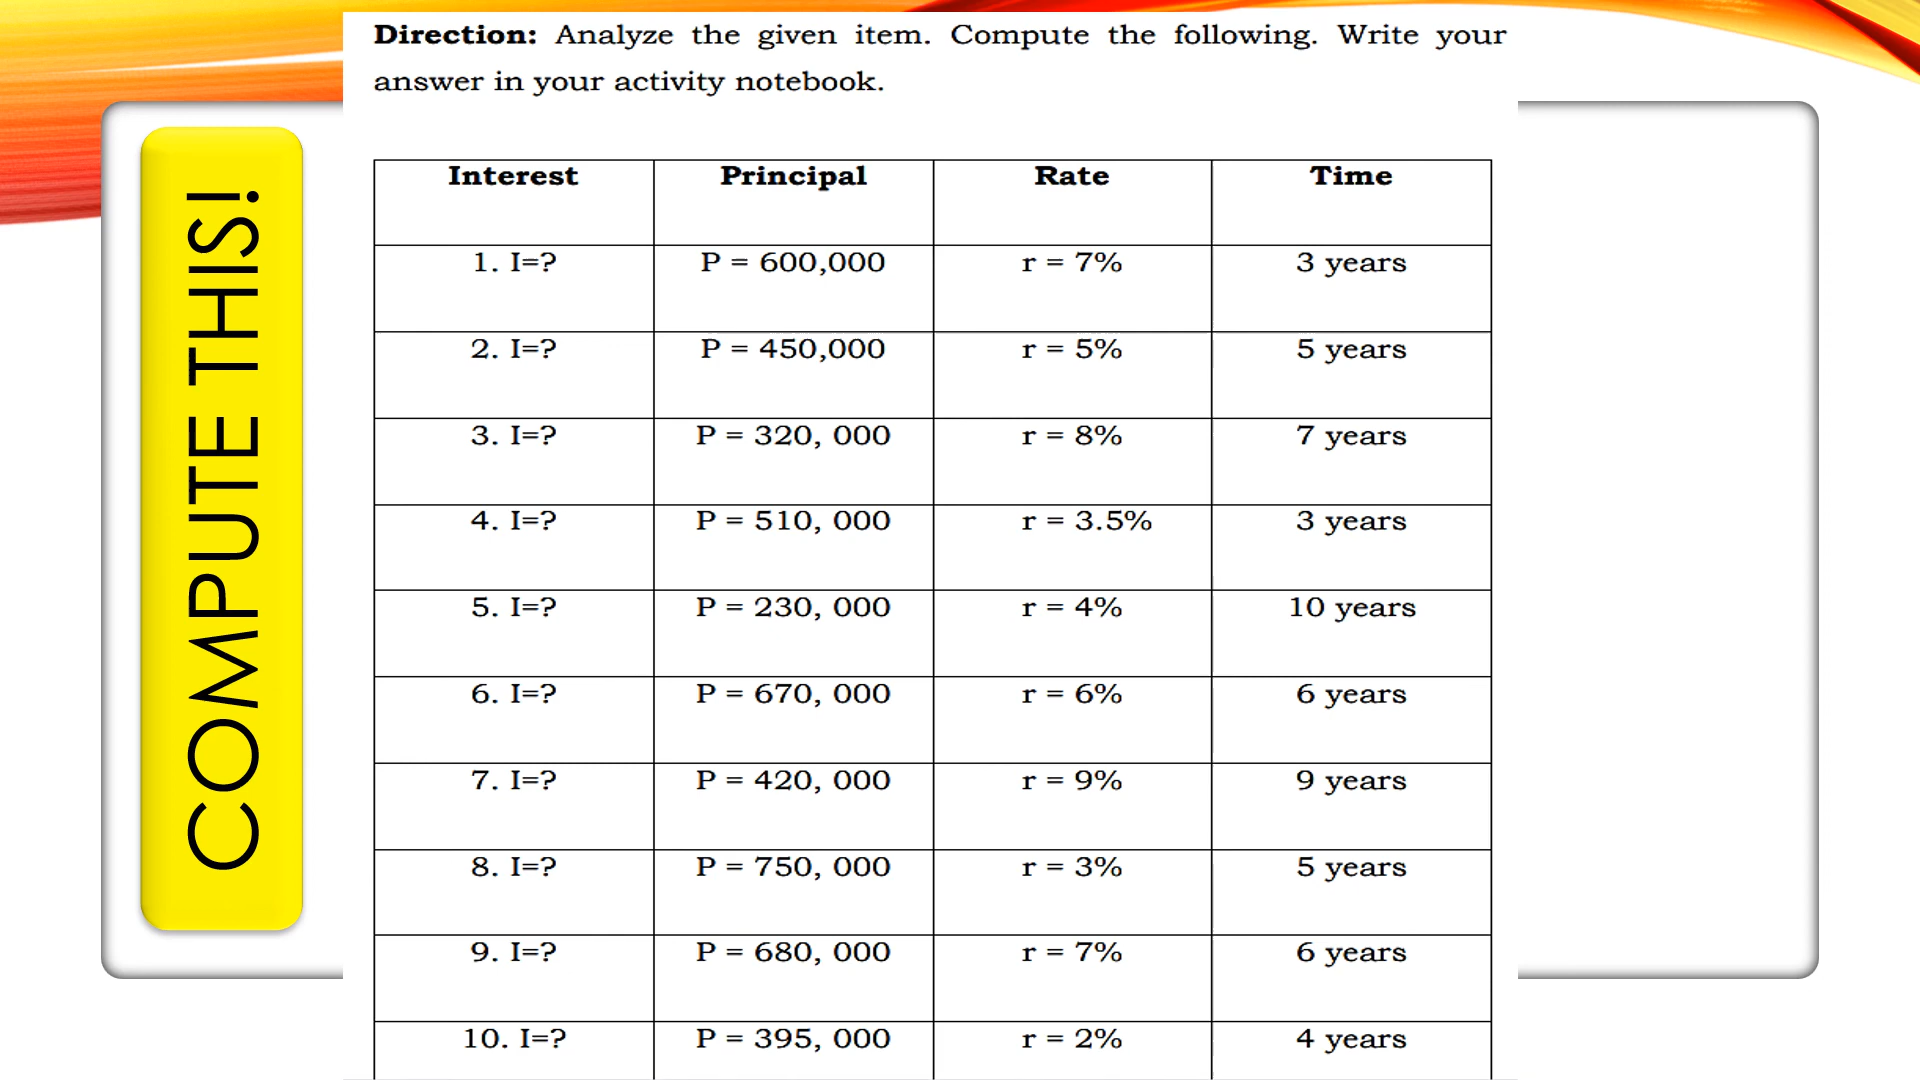 COMPUTE THIS!
Direction: Analyze the given item. Compute the following. Write your
answer in your activity notebook.
Interest Principal Rate Time
1. I=? P = 600,000 r = 7% 3 years
2. I=? P = 450,000 r = 5% 5 years
3. I=? P = 320, 000 r = 8% 7 years
4. I=? P = 510, 000 r = 3.5% 3 years
5. I=? P = 230, 000 r = 4% 10 years
6. I=? P = 670, 000 r = 6% 6 years
7. I=? P = 420, 000 r = 9% 9 years
8. I=? P = 750, 000 r = 3% 5 years
9. I=? P = 680, 000 r = 7% 6 years
10. I=? P = 395, 000 r = 2% 4 years